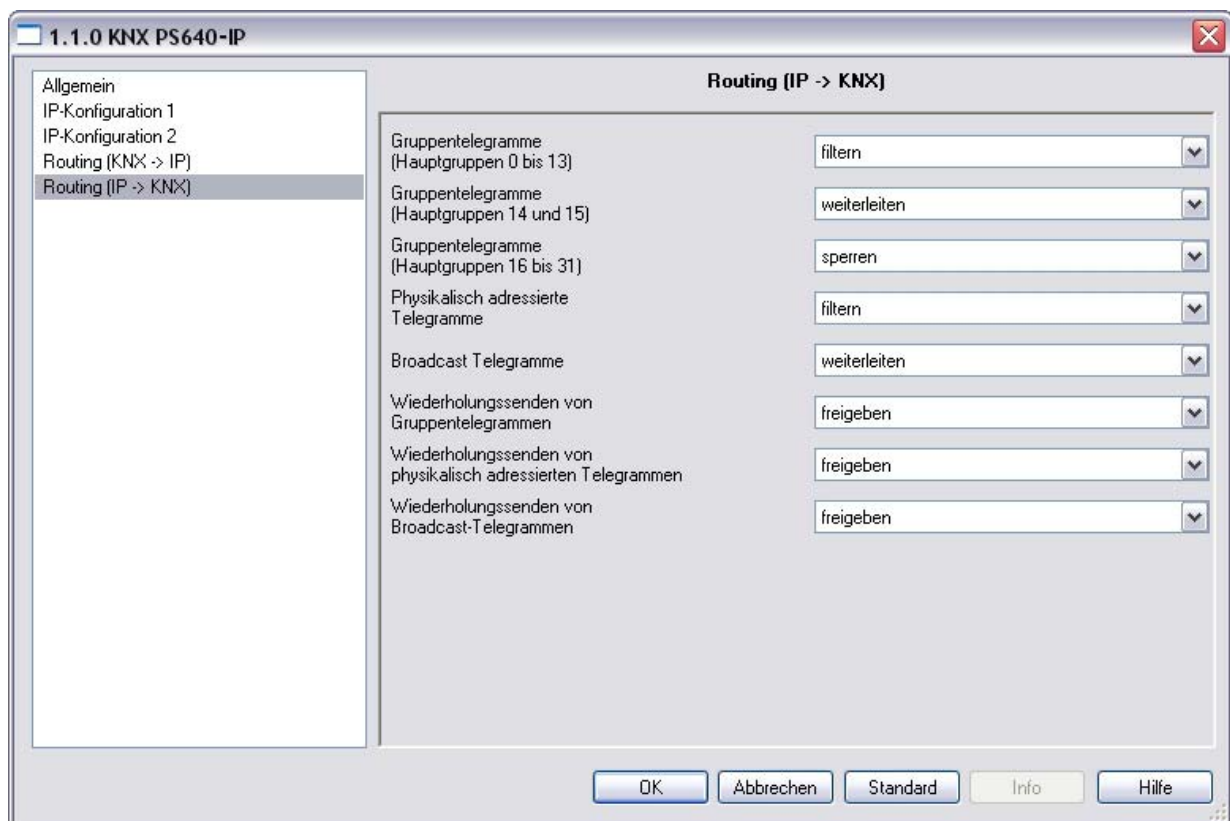 1.1.0 KNX PS640-IP
Allgemein
IP-Konfiguration 1
IP-Konfiguration 2
Routing (KNX -> IP)
Routing (IP -> KNX)
Routing (IP -> KNX)
Gruppentelegramme
(Hauptgruppen 0 bis 13)
filtern
Gruppentelegramme
(Hauptgruppen 14 und 15)
weiterleiten
Gruppentelegramme
(Hauptgruppen 16 bis 31)
sperren
Physikalisch adressierte
Telegramme
filtern
Broadcast Telegramme
weiterleiten
Wiederholungssenden von
Gruppentelegrammen
freigeben
Wiederholungssenden von
physikalisch adressierten Telegrammen
freigeben
Wiederholungssenden von
Broadcast-Telegrammen
freigeben
OK
Abbrechen
Standard
Info
Hilfe